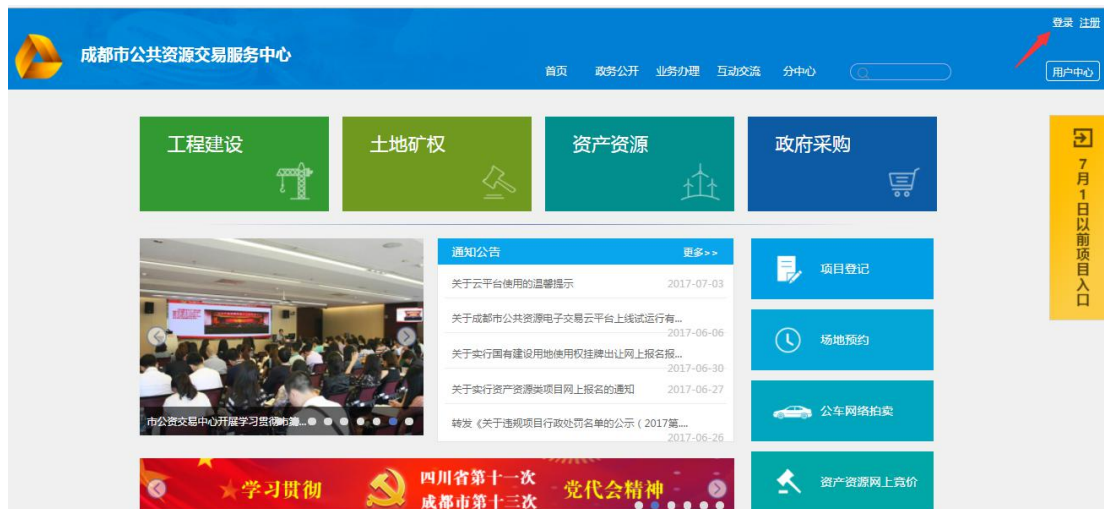 登录 注册
成都市公共资源交易服务中心
首页 政务公开 业务办理 互动交流 分中心
用户中心
工程建设
土地矿权
资产资源
政府采购
7月1日以前项目入口
通知公告 更多>>
关于云平台使用的温馨提示 2017-07-03
关于成都市公共资源电子交易云平台上线试运行有...
2017-06-06
关于实行国有建设用地使用权挂牌出让网上报名报...
2017-06-30
关于实行资产资源类项目网上报名的通知 2017-06-27
转发《关于违规项目行政处罚名单的公示(2017第....
2017-06-26
市公资交易中心开展学习贯彻市第...
项目登记
场地预约
公车网络拍卖
资产资源网上竞价
学习贯彻
四川省第十一次
成都市第十三次
党代会精神